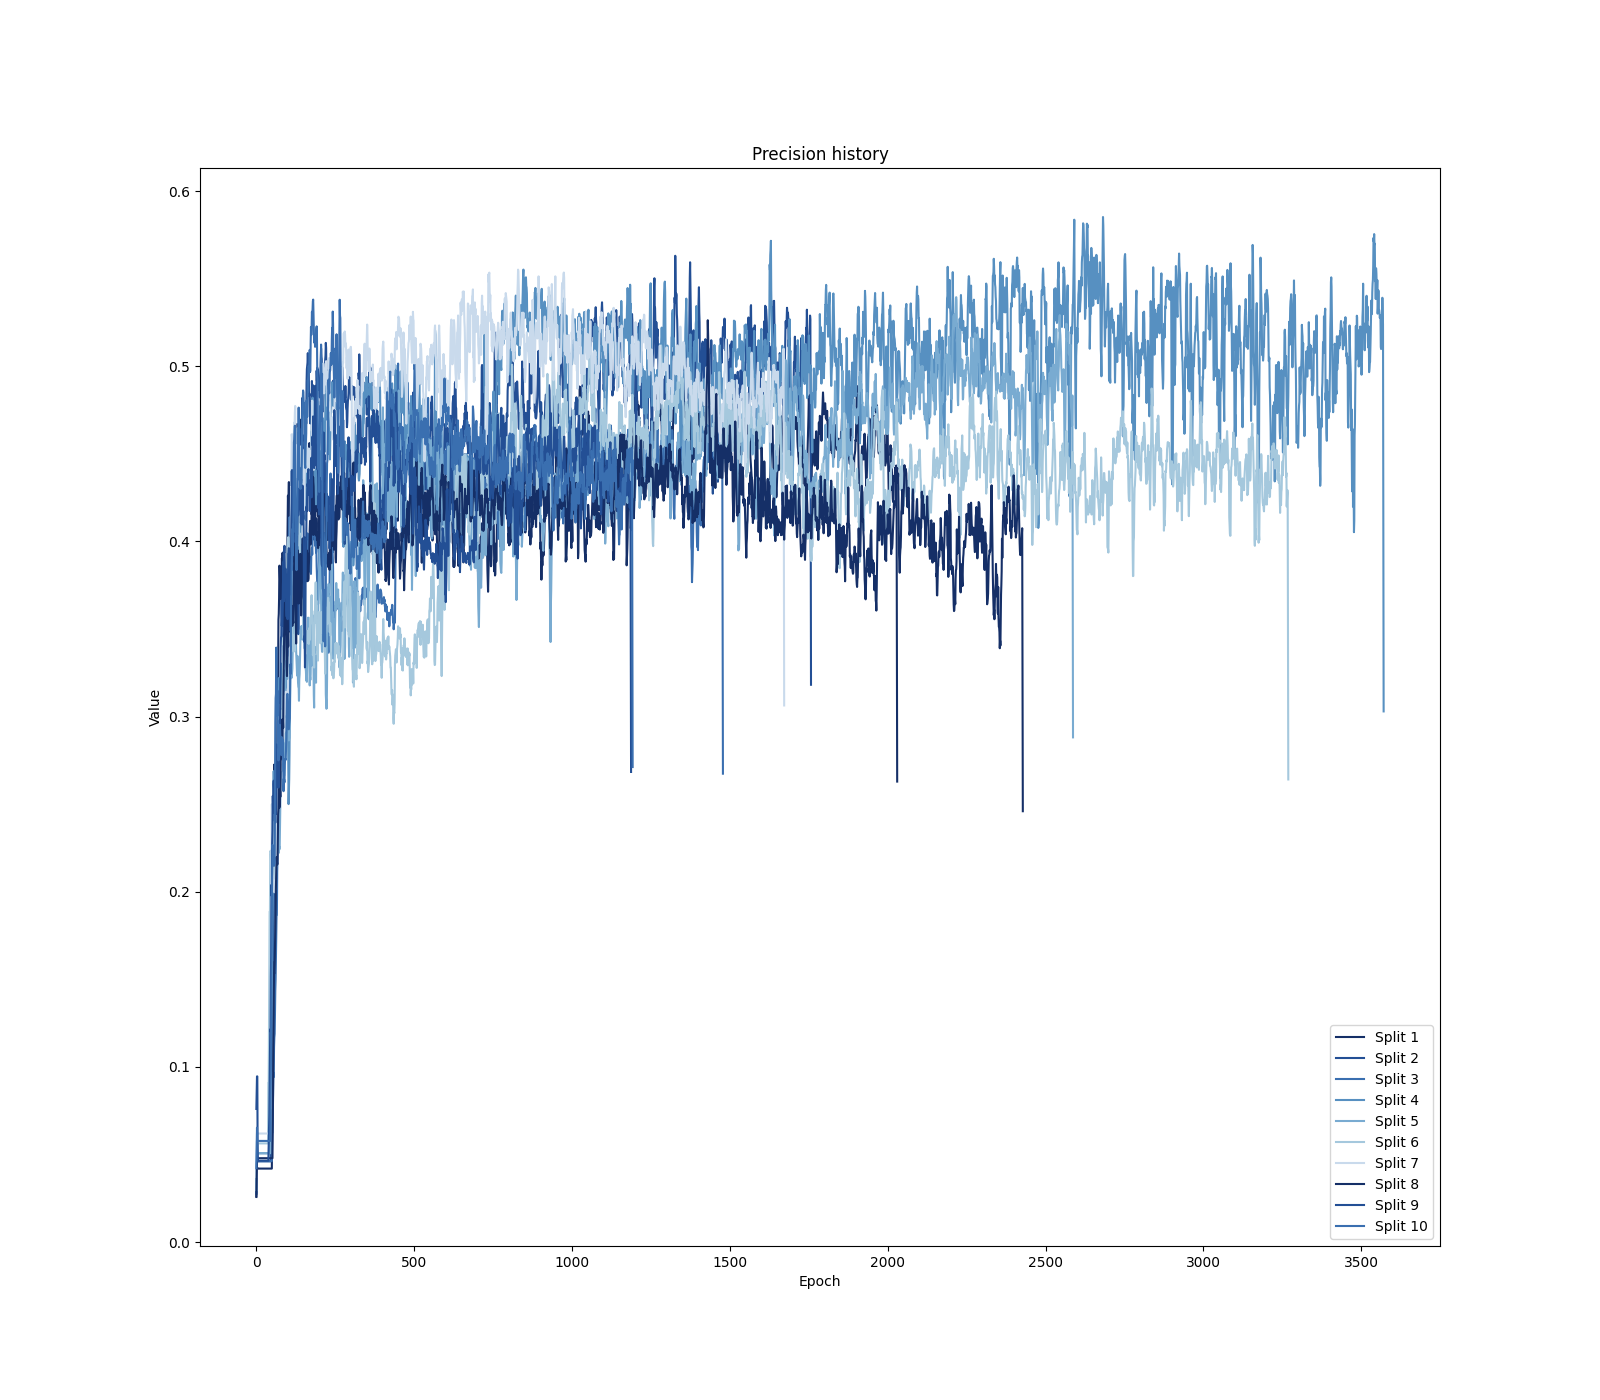 Precision history
0.6
0.5
0.4
0.3
0.2
0.1
0.0
Value
0
500
1000
1500
2000
2500
3000
3500
Epoch
Split 1
Split 2
Split 3
Split 4
Split 5
Split 6
Split 7
Split 8
Split 9
Split 10